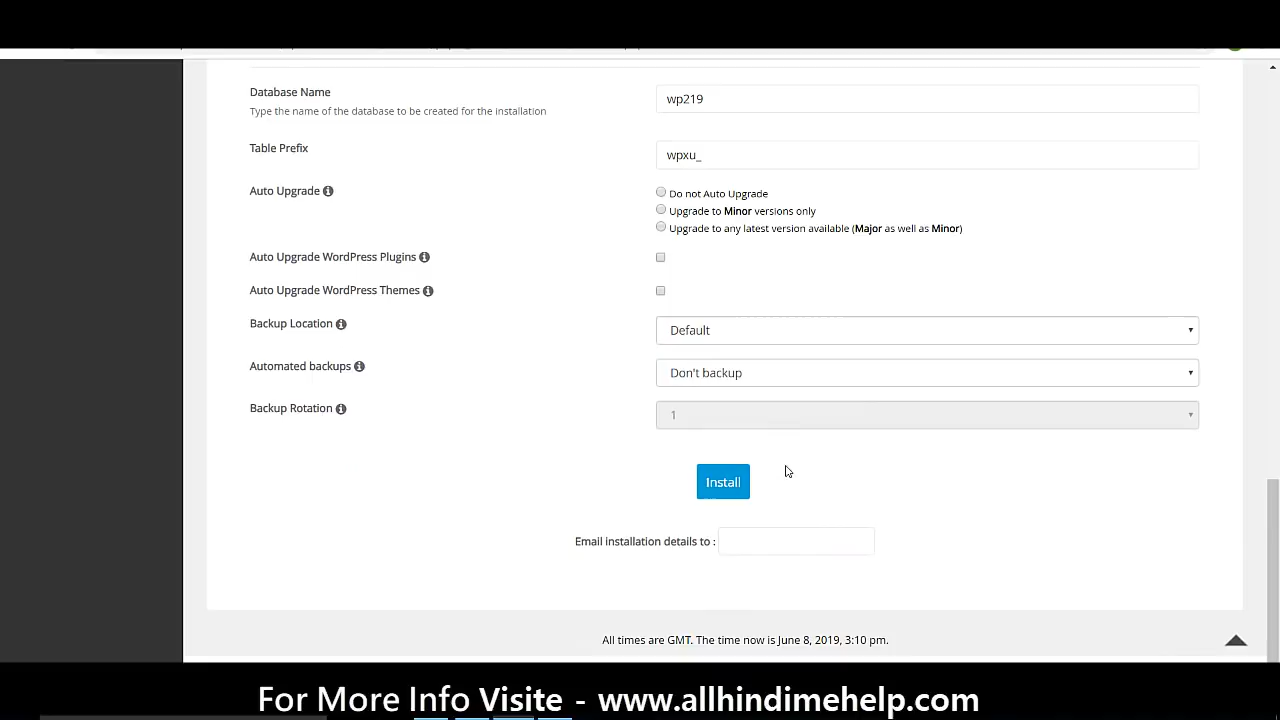 Database Name
Type the name of the database to be created for the installation
wp219
Table Prefix
wpxu_
Auto Upgrade
Do not Auto Upgrade
Upgrade to Minor versions only
Upgrade to any latest version available (Major as well as Minor)
Auto Upgrade WordPress Plugins
Auto Upgrade WordPress Themes
Backup Location
Default
Automated backups
Don't backup
Backup Rotation
1
Install
Email installation details to :
All times are GMT. The time now is June 8, 2019, 3:10 pm.
For More Info Visite - www.allhindimehelp.com